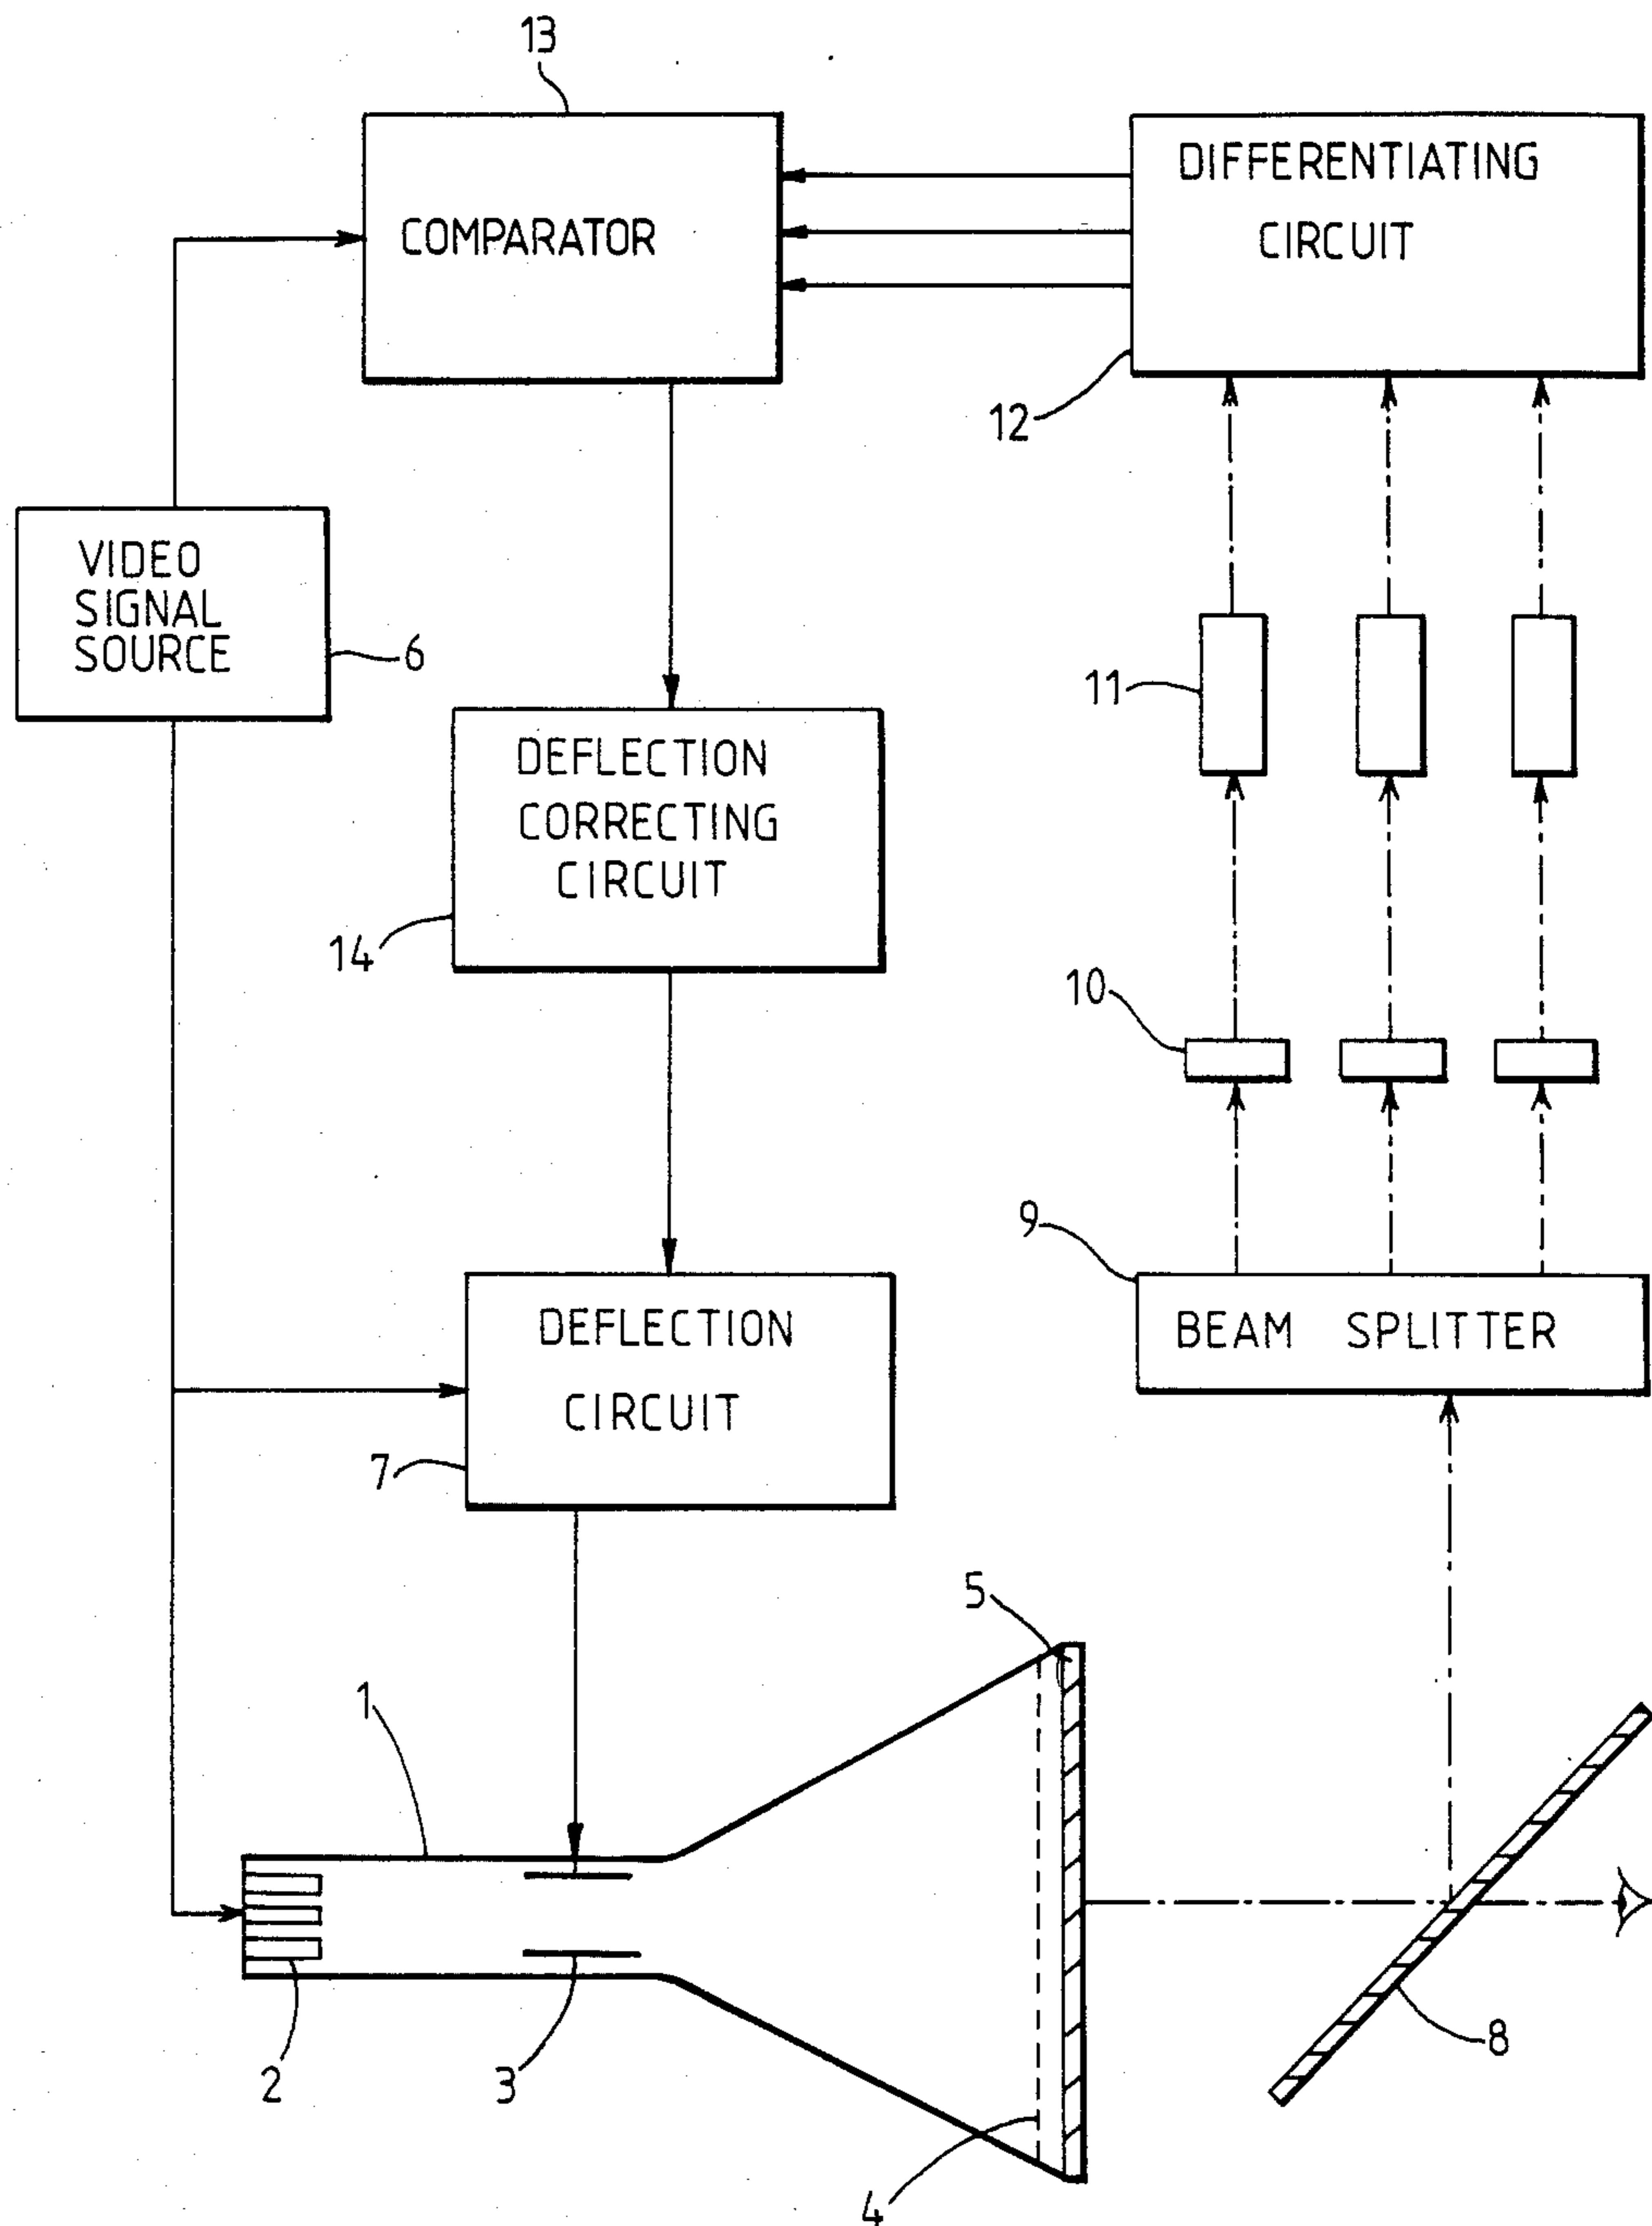 13
COMPARATOR
DIFFERENTIATING
CIRCUIT
12
VIDEO
SIGNAL
SOURCE
6
11
DEFLECTION
CORRECTING
CIRCUIT
14
10
9
BEAM SPLITTER
DEFLECTION
CIRCUIT
7
5
1
2
3
4
8